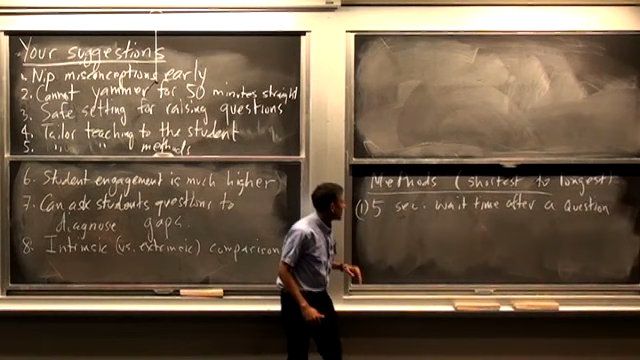 Your suggestions
1. Nip misconceptions early
2. Cannot yammer for 50 minutes straight
3. Safe setting for raising questions
4. Tailor teaching to the student
5. " " " methods
6. Student engagement is much higher
7. Can ask students questions to
diagnose gaps.
8. Intrinsic (vs. extrinsic) comparison
Methods (shortest to longest)
(1) 5 sec. wait time after a question